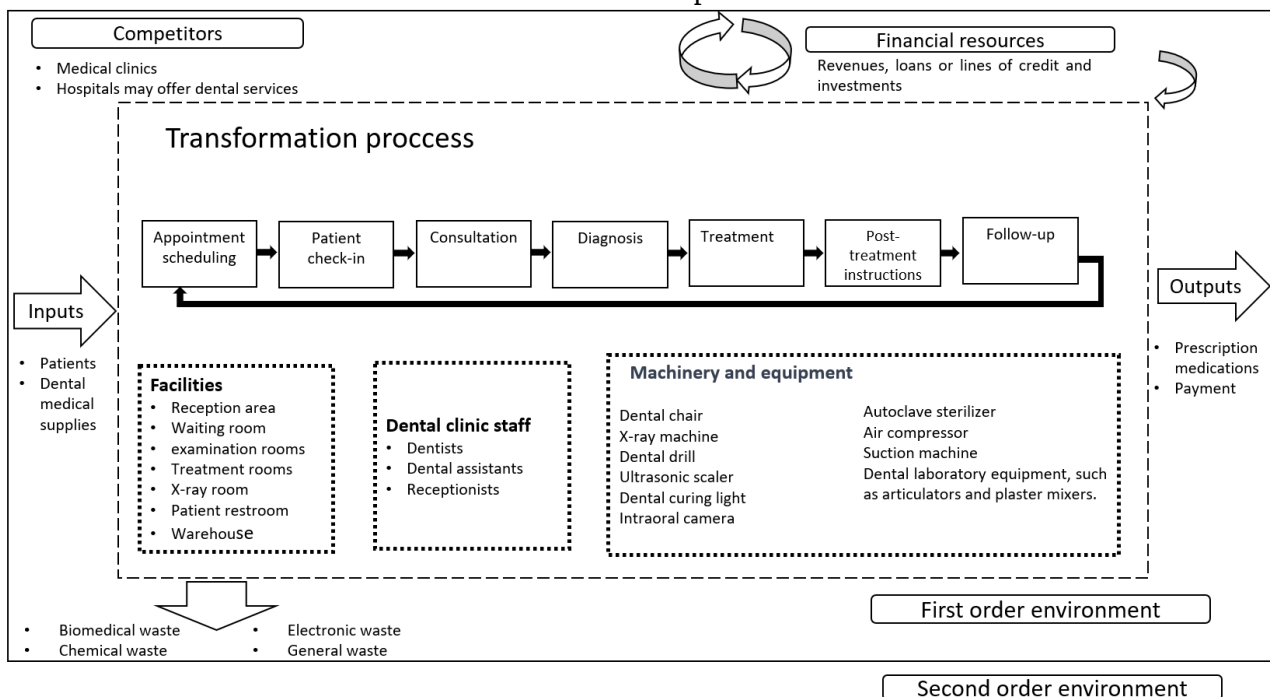 Competitors
• Medical clinics
• Hospitals may offer dental services
Financial resources
Revenues, loans or lines of credit and
investments
Transformation proccess
Appointment
scheduling
Patient
check-in
Consultation
Diagnosis
Treatment
Post-
treatment
instructions
Follow-up
Inputs
• Patients
• Dental
medical
supplies
Outputs
• Prescription
medications
• Payment
Facilities
• Reception area
• Waiting room
• examination rooms
• Treatment rooms
• X-ray room
• Patient restroom
• Warehouse
Dental clinic staff
• Dentists
• Dental assistants
• Receptionists
Machinery and equipment
Dental chair
X-ray machine
Dental drill
Ultrasonic scaler
Dental curing light
Intraoral camera
Autoclave sterilizer
Air compressor
Suction machine
Dental laboratory equipment, such
as articulators and plaster mixers.
• Biomedical waste
• Chemical waste
• Electronic waste
• General waste
First order environment
Second order environment